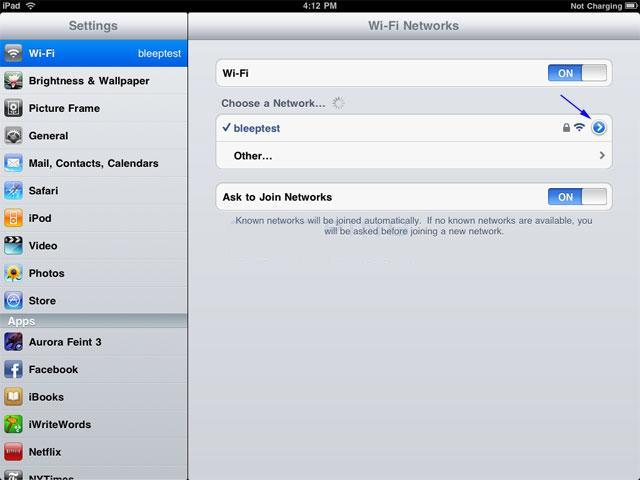 iPad
4:12 PM
Not Charging
Settings
Wi-Fi Networks
Wi-Fi
bleeptest
Brightness & Wallpaper
Picture Frame
General
Mail, Contacts, Calendars
Safari
iPod
Video
Photos
Store
Apps
Aurora Feint 3
Facebook
iBooks
iWriteWords
Netflix
NYTimes
Wi-Fi
ON
Choose a Network...
✓ bleeptest
Other...
Ask to Join Networks
ON
Known networks will be joined automatically. If no known networks are available, you
will be asked before joining a new network.